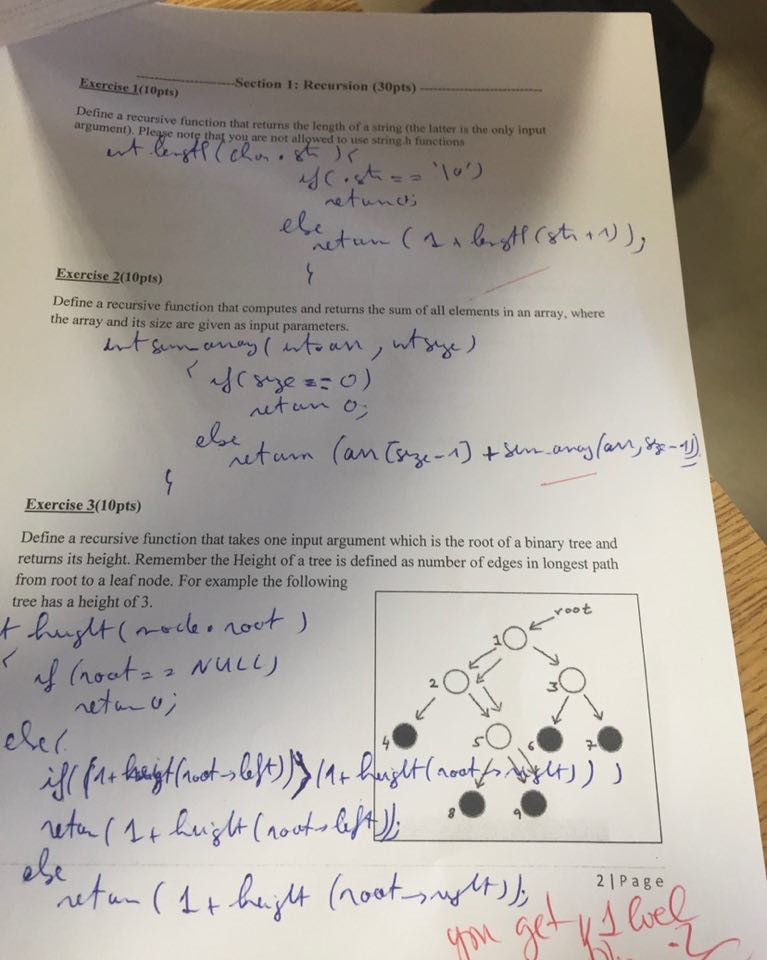 Section 1: Recursion (30pts)
Exercise 1(10pts)
Define a recursive function that returns the length of a string (the latter is the only input
argument). Please note that you are not allowed to use string.h functions
int length(char * str) {
if(*str == '\0')
return 0;
else
return (1 + length(str + 1));
}
Exercise 2(10pts)
Define a recursive function that computes and returns the sum of all elements in an array, where
the array and its size are given as input parameters.
int sum_array(int* arr, int size)
{ if(size == 0)
return 0;
else
return (arr[size-1] + sum_array(arr, size-1))
}
Exercise 3(10pts)
Define a recursive function that takes one input argument which is the root of a binary tree and
returns its height. Remember the Height of a tree is defined as number of edges in longest path
from root to a leaf node. For example the following
tree has a height of 3.
root
1
2 3
4 5 6 7
8 9
t height(node * root)
{ if (root == NULL)
return 0;
else{
if((1+height(root->left))>(1+height(root->right)))
return (1 + height(root->left));
else
return (1 + height (root->right));
2 | Page
you get 1 level
-2